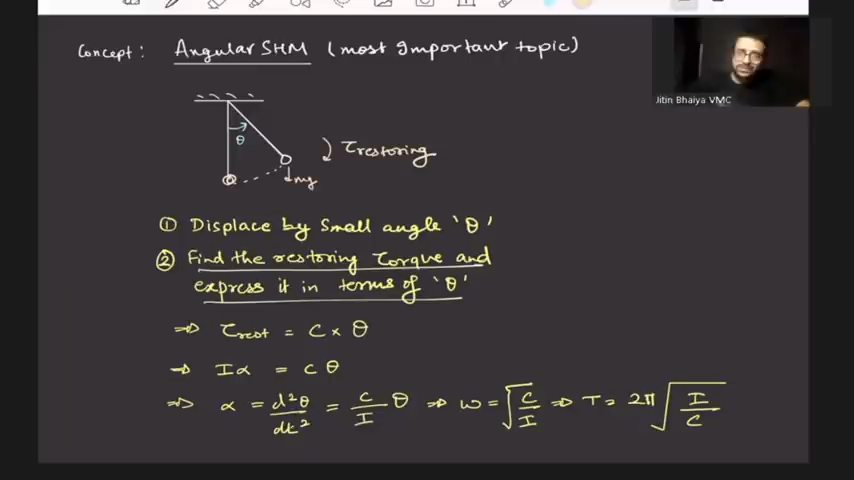 Concept : Angular SHM (most Important topic)
Jitin Bhaiya VMC
θ
τrestoring
mg
① Displace by small angle 'θ'
② Find the restoring Torque and
express it in terms of 'θ'
⇒ τrest = C × θ
⇒ Iα = C θ
⇒ α = d²θ/dt² = C/I θ ⇒ ω = √(C/I) ⇒ T = 2π √(I/C)